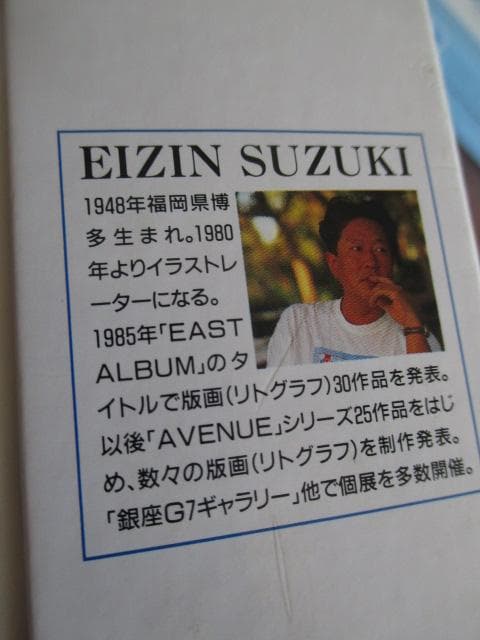 EIZIN SUZUKI
1948年福岡県博
多生まれ。1980
年よりイラストレ
ーターになる。
1985年「EAST
ALBUM」のタ
イトルで版画(リトグラフ)30作品を発表。
以後「AVENUE」シリーズ25作品をはじ
め、数々の版画(リトグラフ)を制作発表。
「銀座G7ギャラリー」他で個展を多数開催。